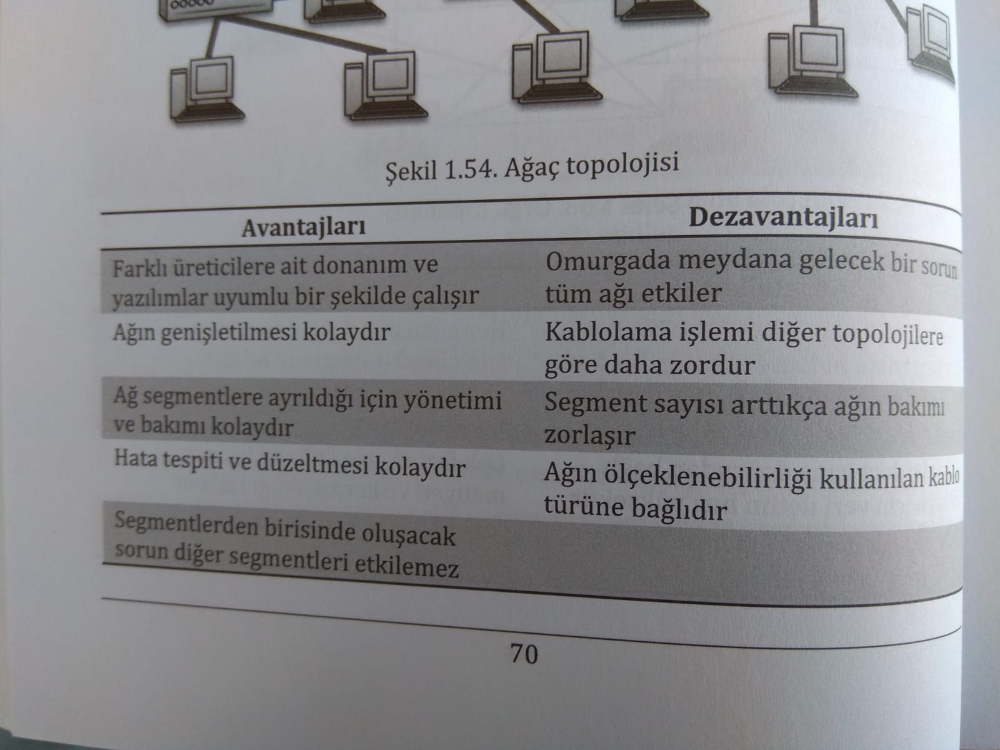 Şekil 1.54. Ağaç topolojisi
Avantajları
Dezavantajları
Farklı üreticilere ait donanım ve
yazılımlar uyumlu bir şekilde çalışır
Omurgada meydana gelecek bir sorun
tüm ağı etkiler
Ağın genişletilmesi kolaydır
Kablolama işlemi diğer topolojilere
göre daha zordur
Ağ segmentlere ayrıldığı için yönetimi
ve bakımı kolaydır
Segment sayısı arttıkça ağın bakımı
zorlaşır
Hata tespiti ve düzeltmesi kolaydır
Ağın ölçeklenebilirliği kullanılan kablo
türüne bağlıdır
Segmentlerden birisinde oluşacak
sorun diğer segmentleri etkilemez
70